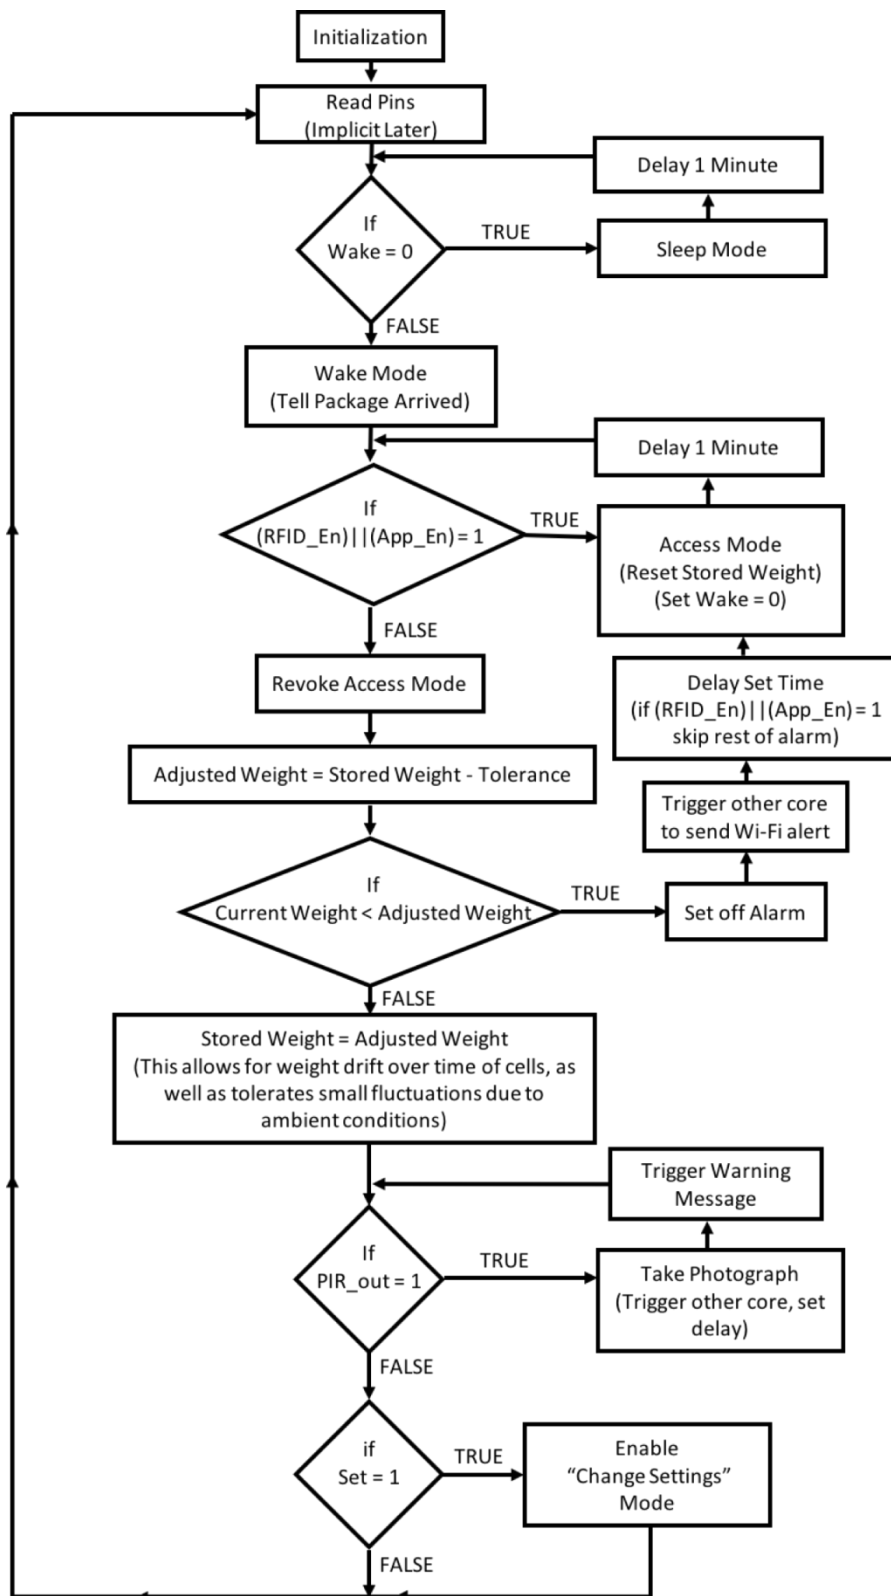 Initialization
Read Pins
(Implicit Later)
Delay 1 Minute
If
Wake = 0
TRUE
Sleep Mode
FALSE
Wake Mode
(Tell Package Arrived)
Delay 1 Minute
If
(RFID_En)||(App_En) = 1
TRUE
Access Mode
(Reset Stored Weight)
(Set Wake = 0)
FALSE
Revoke Access Mode
Delay Set Time
(if (RFID_En)||(App_En) = 1
skip rest of alarm)
Adjusted Weight = Stored Weight - Tolerance
Trigger other core
to send Wi-Fi alert
If
Current Weight < Adjusted Weight
TRUE
Set off Alarm
FALSE
Stored Weight = Adjusted Weight
(This allows for weight drift over time of cells, as
well as tolerates small fluctuations due to
ambient conditions)
Trigger Warning
Message
If
PIR_out = 1
TRUE
Take Photograph
(Trigger other core, set
delay)
FALSE
if
Set = 1
TRUE
Enable
“Change Settings”
Mode
FALSE